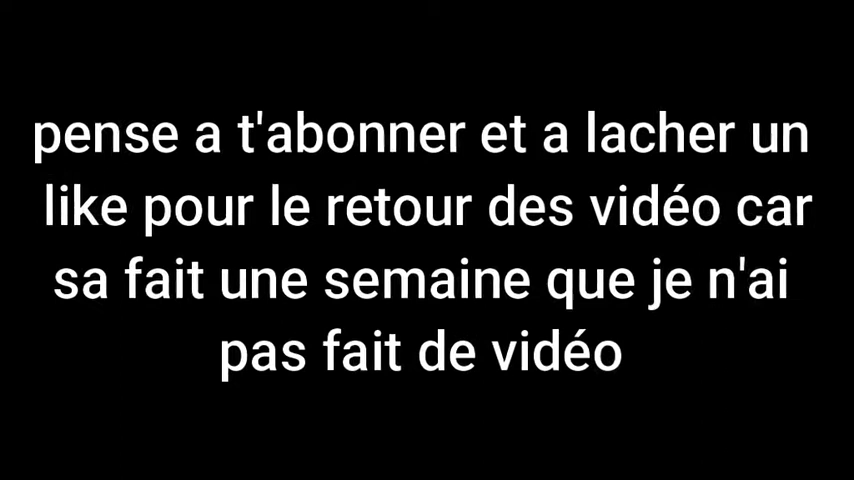 pense a t'abonner et a lacher un
like pour le retour des vidéo car
sa fait une semaine que je n'ai
pas fait de vidéo